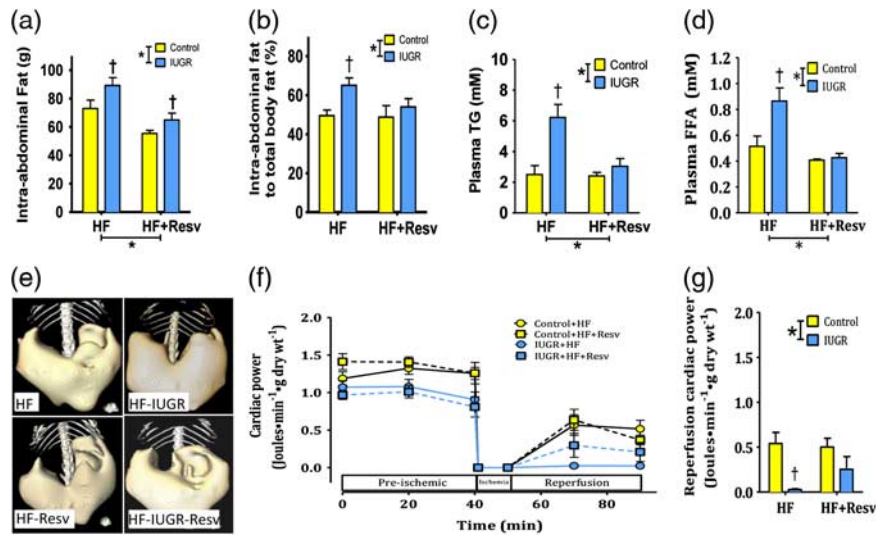 (a)
Intra-abdominal Fat (g)
100
80
60
40
20
0
*
Control
IUGR
†
†
HF
HF+Resv
*
(b)
Intra-abdominal fat
to total body fat (%)
100
80
60
40
20
0
*
Control
IUGR
†
HF
HF+Resv
(c)
Plasma TG (mM)
10
8
6
4
2
0
*
Control
IUGR
†
HF
HF+Resv
*
(d)
Plasma FFA (mM)
1.2
1.0
0.8
0.6
0.4
0.2
0.0
*
Control
IUGR
†
HF
HF+Resv
*
(e)
HF
HF-IUGR
HF-Resv
HF-IUGR-Resv
(f)
Cardiac power
(Joules•min⁻¹•g dry wt⁻¹)
2.0
1.5
1.0
0.5
0.0
Control+HF
Control+HF+Resv
IUGR+HF
IUGR+HF+Resv
Pre-ischemic
Ischemia
Reperfusion
0
20
40
60
80
Time (min)
(g)
Reperfusion cardiac power
(Joules•min⁻¹•g dry wt⁻¹)
2.0
1.5
1.0
0.5
0.0
*
Control
IUGR
†
HF
HF+Resv